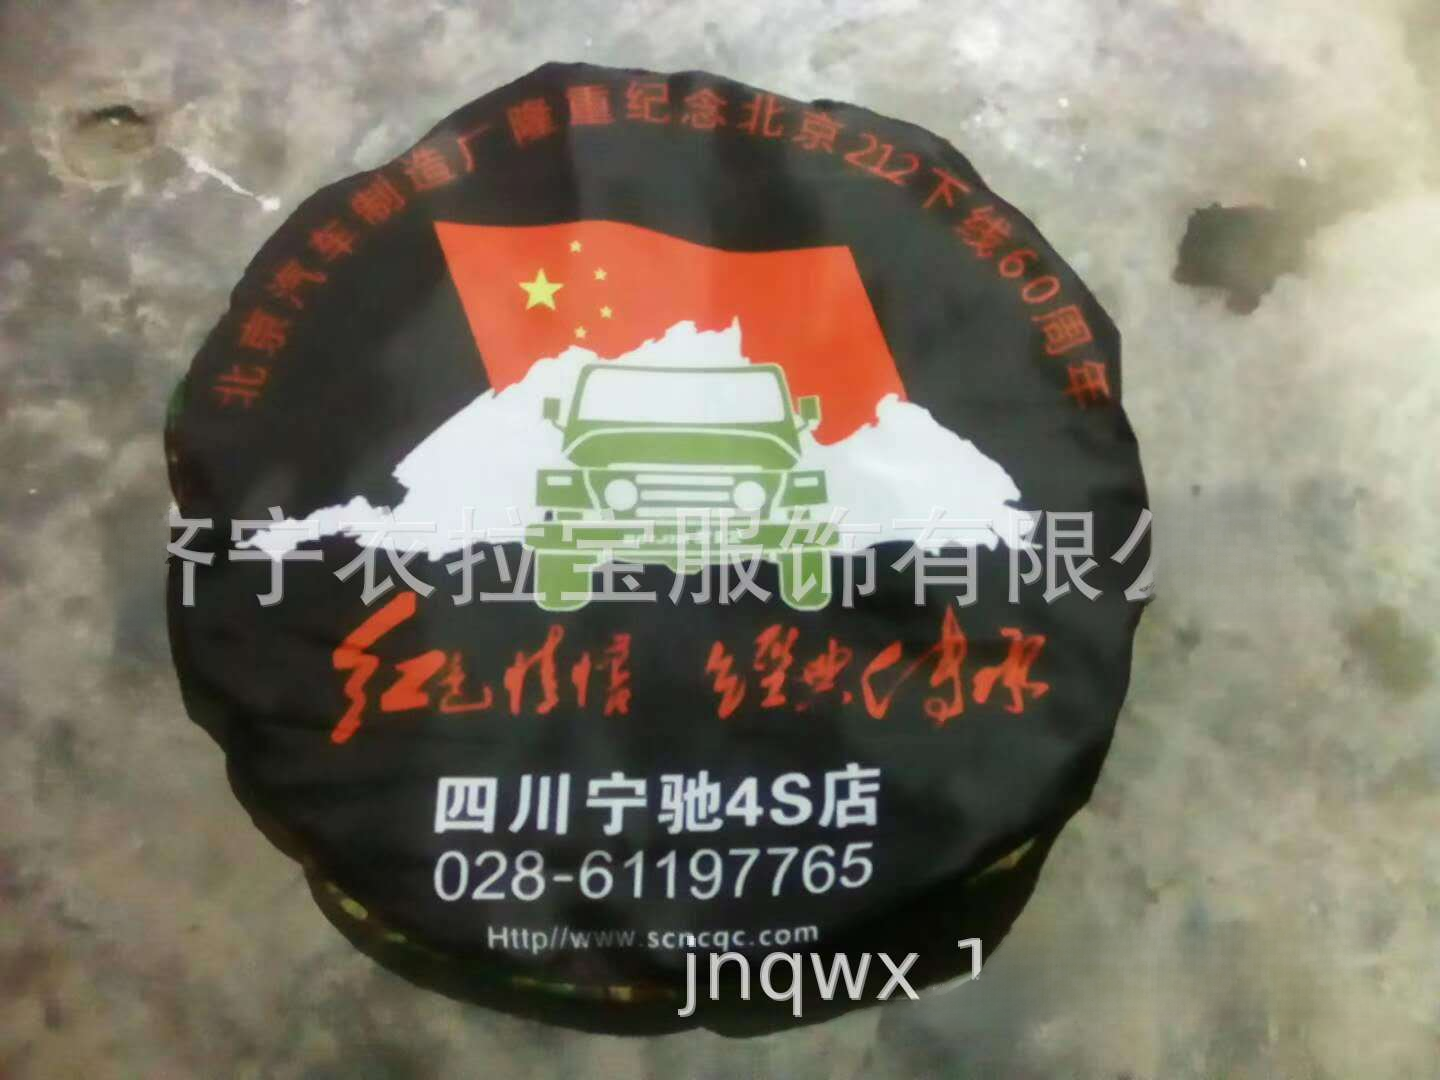 北京汽车制造厂隆重纪念北京212下线60周年
济宁衣拉宝服饰有限公
红色情怀 經典传承
四川宁驰4S店
028-61197765
Http//www.scncqc.com
jnqwx 1